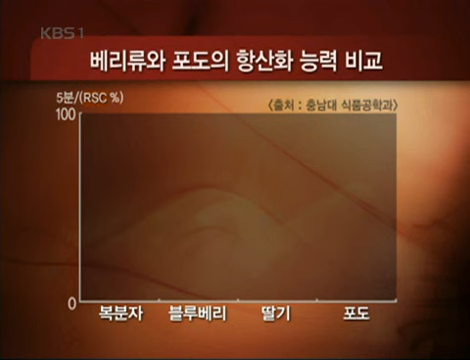 KBS 1
베리류와 포도의 항산화 능력 비교
5분/(RSC %)
<출처 : 충남대 식품공학과>
100
0
복분자 블루베리 딸기 포도